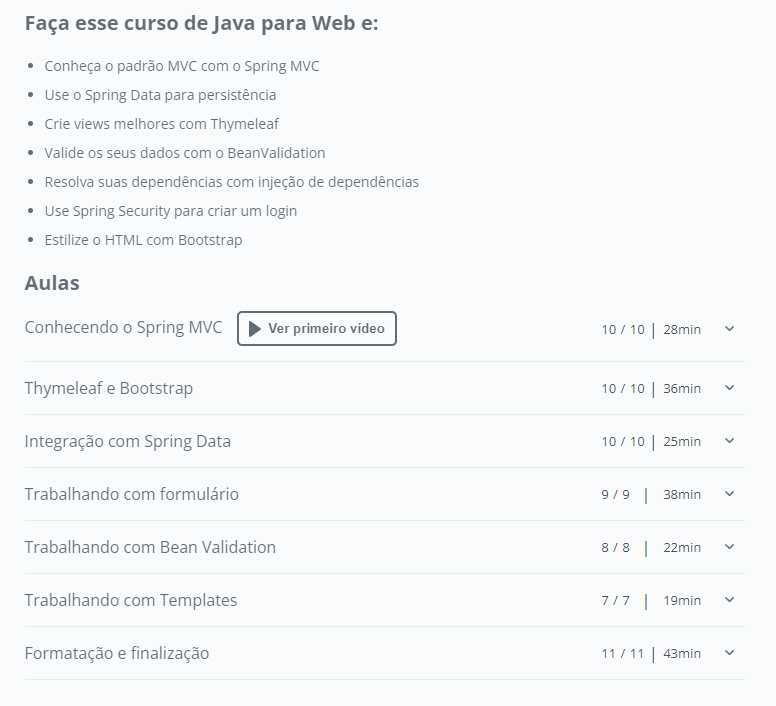 Faça esse curso de Java para Web e:
• Conheça o padrão MVC com o Spring MVC
• Use o Spring Data para persistência
• Crie views melhores com Thymeleaf
• Valide os seus dados com o BeanValidation
• Resolva suas dependências com injeção de dependências
• Use Spring Security para criar um login
• Estilize o HTML com Bootstrap
Aulas
Conhecendo o Spring MVC Ver primeiro vídeo 10 / 10 | 28min
Thymeleaf e Bootstrap 10 / 10 | 36min
Integração com Spring Data 10 / 10 | 25min
Trabalhando com formulário 9 / 9 | 38min
Trabalhando com Bean Validation 8 / 8 | 22min
Trabalhando com Templates 7 / 7 | 19min
Formatação e finalização 11 / 11 | 43min